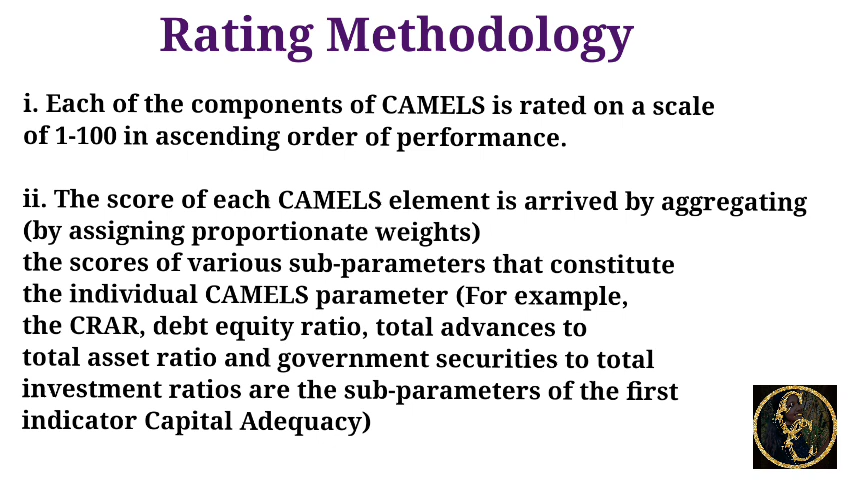 Rating Methodology
i. Each of the components of CAMELS is rated on a scale
of 1-100 in ascending order of performance.
ii. The score of each CAMELS element is arrived by aggregating
(by assigning proportionate weights)
the scores of various sub-parameters that constitute
the individual CAMELS parameter (For example,
the CRAR, debt equity ratio, total advances to
total asset ratio and government securities to total
investment ratios are the sub-parameters of the first
indicator Capital Adequacy)